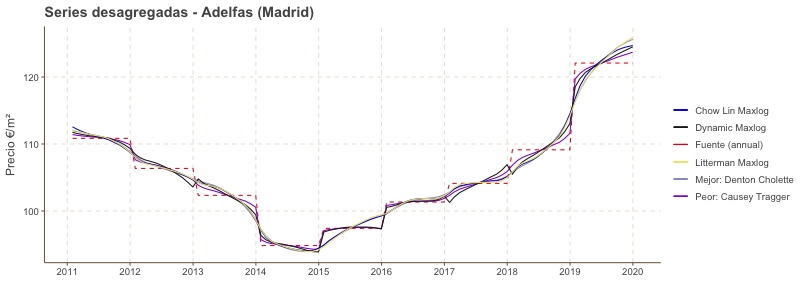 Series desagregadas - Adelfas (Madrid)
Precio €/m²
120
110
100
2011 2012 2013 2014 2015 2016 2017 2018 2019 2020
Chow Lin Maxlog
Dynamic Maxlog
Fuente (annual)
Litterman Maxlog
Mejor: Denton Cholette
Peor: Causey Tragger